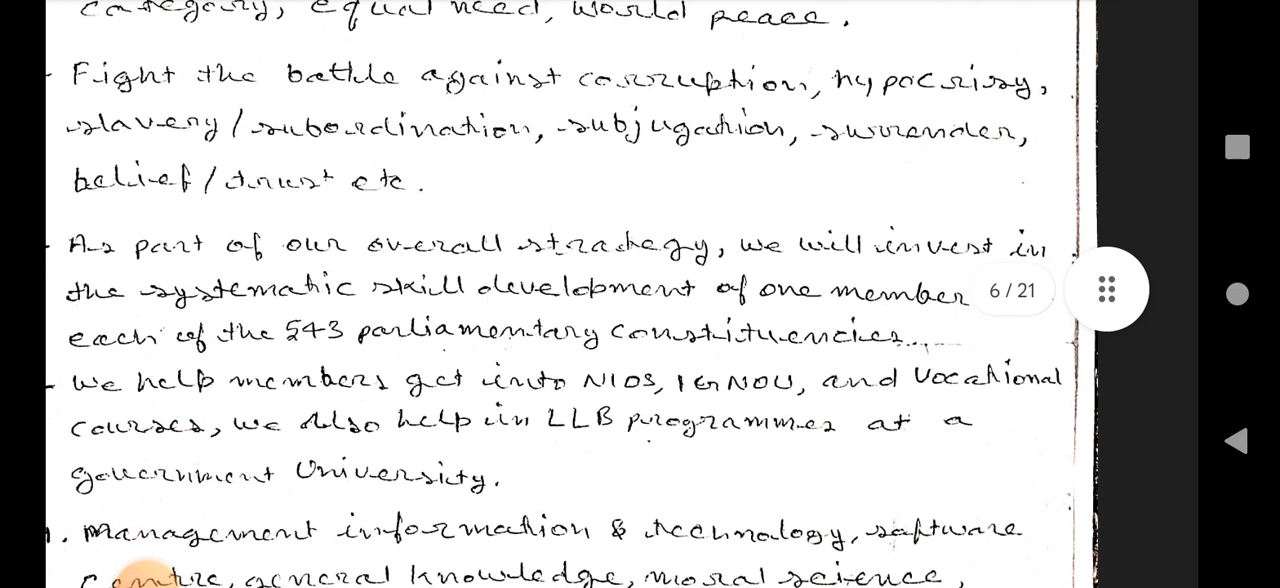 category, equal need, world peace.
- Fight the battle against corruption, hypocrisy,
slavery/subordination, subjugation, surrender,
belief/trust etc.
- As part of our overall strategy, we will invest in
the systematic skill development of one member
6/21
each of the 543 parliamentary constituencies....
- We help members get into NIOS, IGNOU, and Vocational
courses, we also help in LLB programmes at a
government University.
1. Management information & technology, software
Centre, general knowledge, moral science,